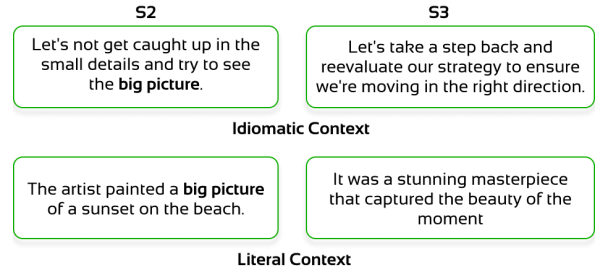 S2
S3
Let's not get caught up in the
small details and try to see
the big picture.
Let's take a step back and
reevaluate our strategy to ensure
we're moving in the right direction.
Idiomatic Context
The artist painted a big picture
of a sunset on the beach.
It was a stunning masterpiece
that captured the beauty of the
moment
Literal Context